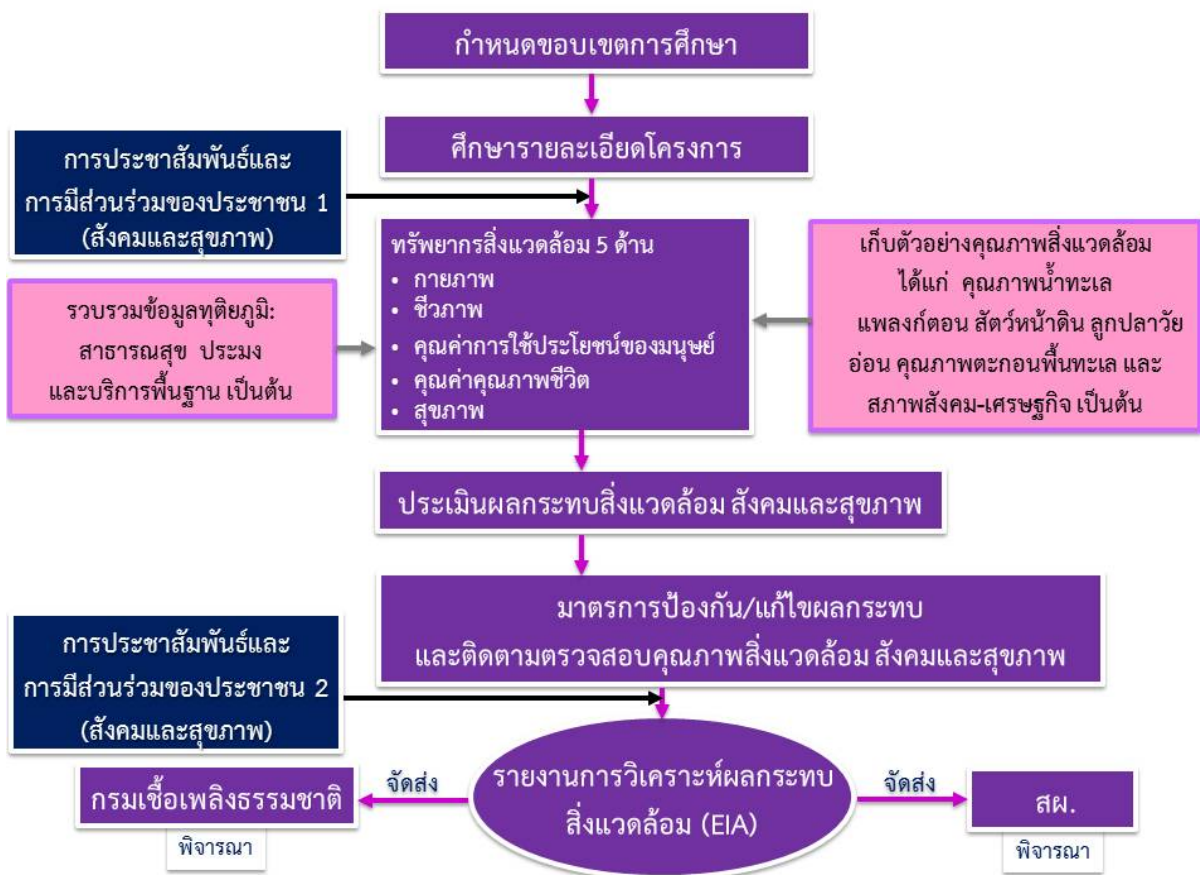 กำหนดขอบเขตการศึกษา
ศึกษารายละเอียดโครงการ
การประชาสัมพันธ์และ
การมีส่วนร่วมของประชาชน 1
(สังคมและสุขภาพ)
ทรัพยากรสิ่งแวดล้อม 5 ด้าน
• กายภาพ
• ชีวภาพ
• คุณค่าการใช้ประโยชน์ของมนุษย์
• คุณค่าคุณภาพชีวิต
• สุขภาพ
รวบรวมข้อมูลทุติยภูมิ:
สาธารณสุข ประมง
และบริการพื้นฐาน เป็นต้น
เก็บตัวอย่างคุณภาพสิ่งแวดล้อม
ได้แก่ คุณภาพน้ำทะเล
แพลงก์ตอน สัตว์หน้าดิน ลูกปลาวัย
อ่อน คุณภาพตะกอนพื้นทะเล และ
สภาพสังคม-เศรษฐกิจ เป็นต้น
ประเมินผลกระทบสิ่งแวดล้อม สังคมและสุขภาพ
มาตรการป้องกัน/แก้ไขผลกระทบ
และติดตามตรวจสอบคุณภาพสิ่งแวดล้อม สังคมและสุขภาพ
การประชาสัมพันธ์และ
การมีส่วนร่วมของประชาชน 2
(สังคมและสุขภาพ)
รายงานการวิเคราะห์ผลกระทบ
สิ่งแวดล้อม (EIA)
จัดส่ง
กรมเชื้อเพลิงธรรมชาติ
พิจารณา
จัดส่ง
สผ.
พิจารณา